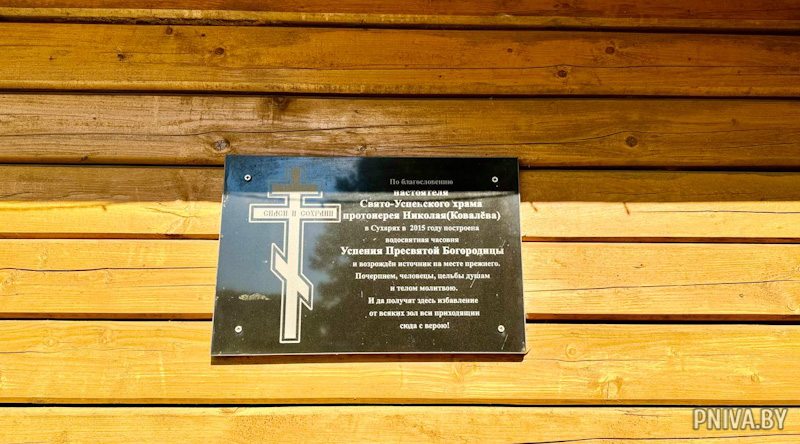 По благословению
настоятеля
Свято-Успенского храма
протоиерея Николая(Ковалёва)
в Сухарях в 2015 году построена
водосвятная часовня
Успения Пресвятой Богородицы
и возрождён источник на месте прежнего.
Почерпнем, человецы, цельбы душам
и телом молитвою.
И да получат здесь избавление
от всяких зол вси приходящии
сюда с верою!
СПАСИ И СОХРАНИ
PNIVA.BY